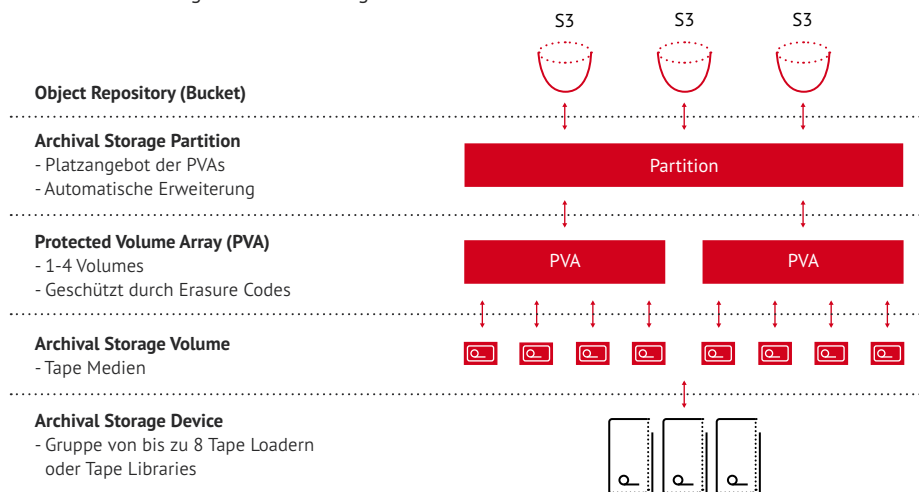 S3 S3 S3
Object Repository (Bucket)
Archival Storage Partition
- Platzangebot der PVAs
- Automatische Erweiterung
Partition
Protected Volume Array (PVA)
- 1-4 Volumes
- Geschützt durch Erasure Codes
PVA PVA
Archival Storage Volume
- Tape Medien
Archival Storage Device
- Gruppe von bis zu 8 Tape Loadern
oder Tape Libraries